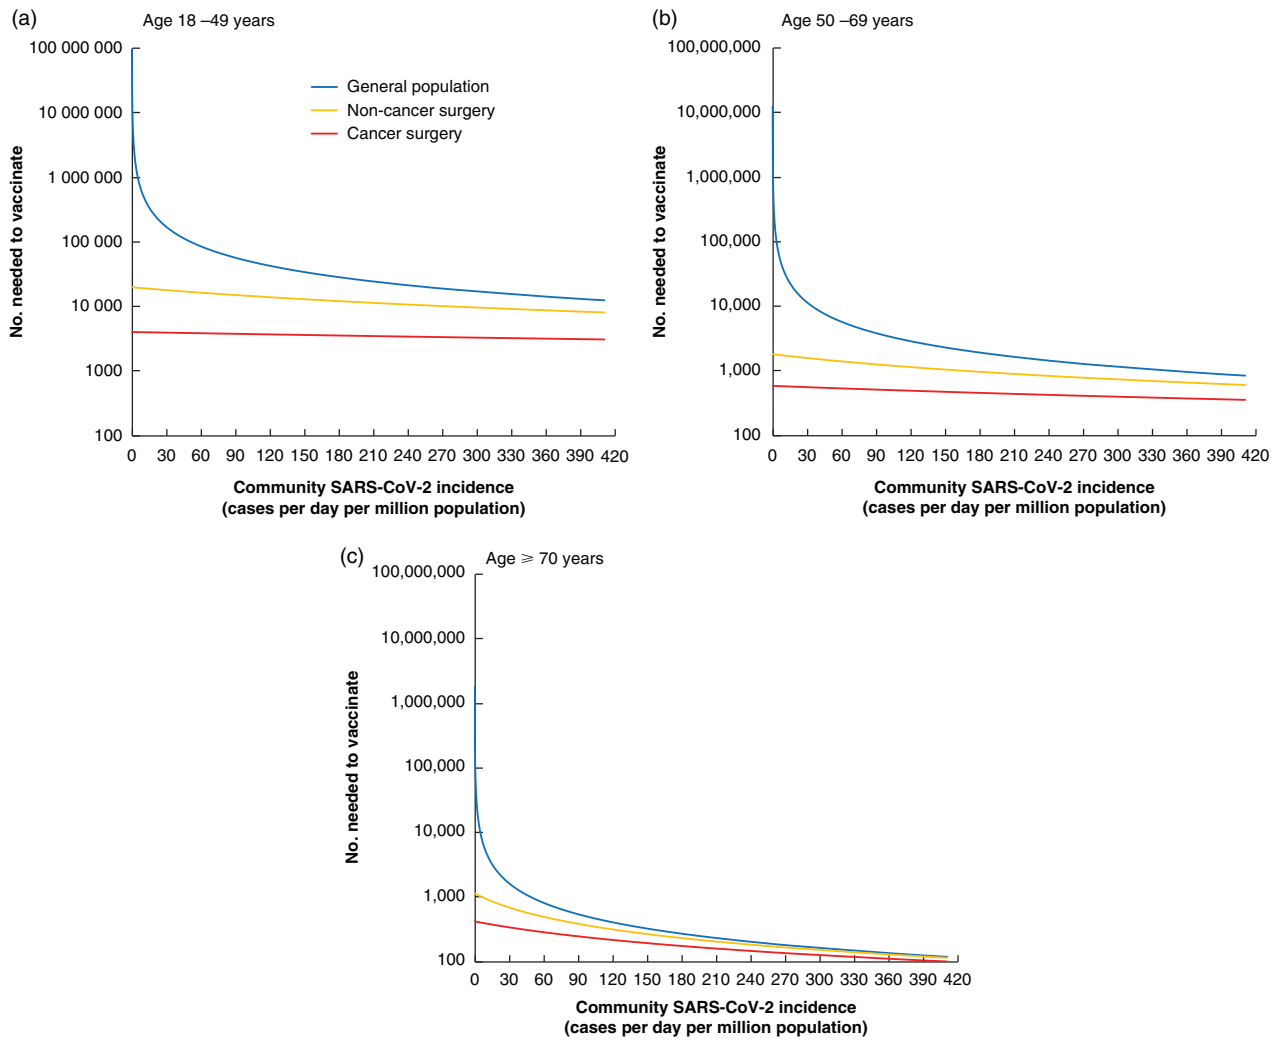 (a)
Age 18 –49 years
100 000 000
10 000 000
1 000 000
100 000
10 000
1000
100
No. needed to vaccinate
General population
Non-cancer surgery
Cancer surgery
0 30 60 90 120 150 180 210 240 270 300 330 360 390 420
Community SARS-CoV-2 incidence
(cases per day per million population)
(b)
Age 50 –69 years
100,000,000
10,000,000
1,000,000
100,000
10,000
1,000
100
No. needed to vaccinate
0 30 60 90 120 150 180 210 240 270 300 330 360 390 420
Community SARS-CoV-2 incidence
(cases per day per million population)
(c)
Age ⩾ 70 years
100,000,000
10,000,000
1,000,000
100,000
10,000
1,000
100
No. needed to vaccinate
0 30 60 90 120 150 180 210 240 270 300 330 360 390 420
Community SARS-CoV-2 incidence
(cases per day per million population)